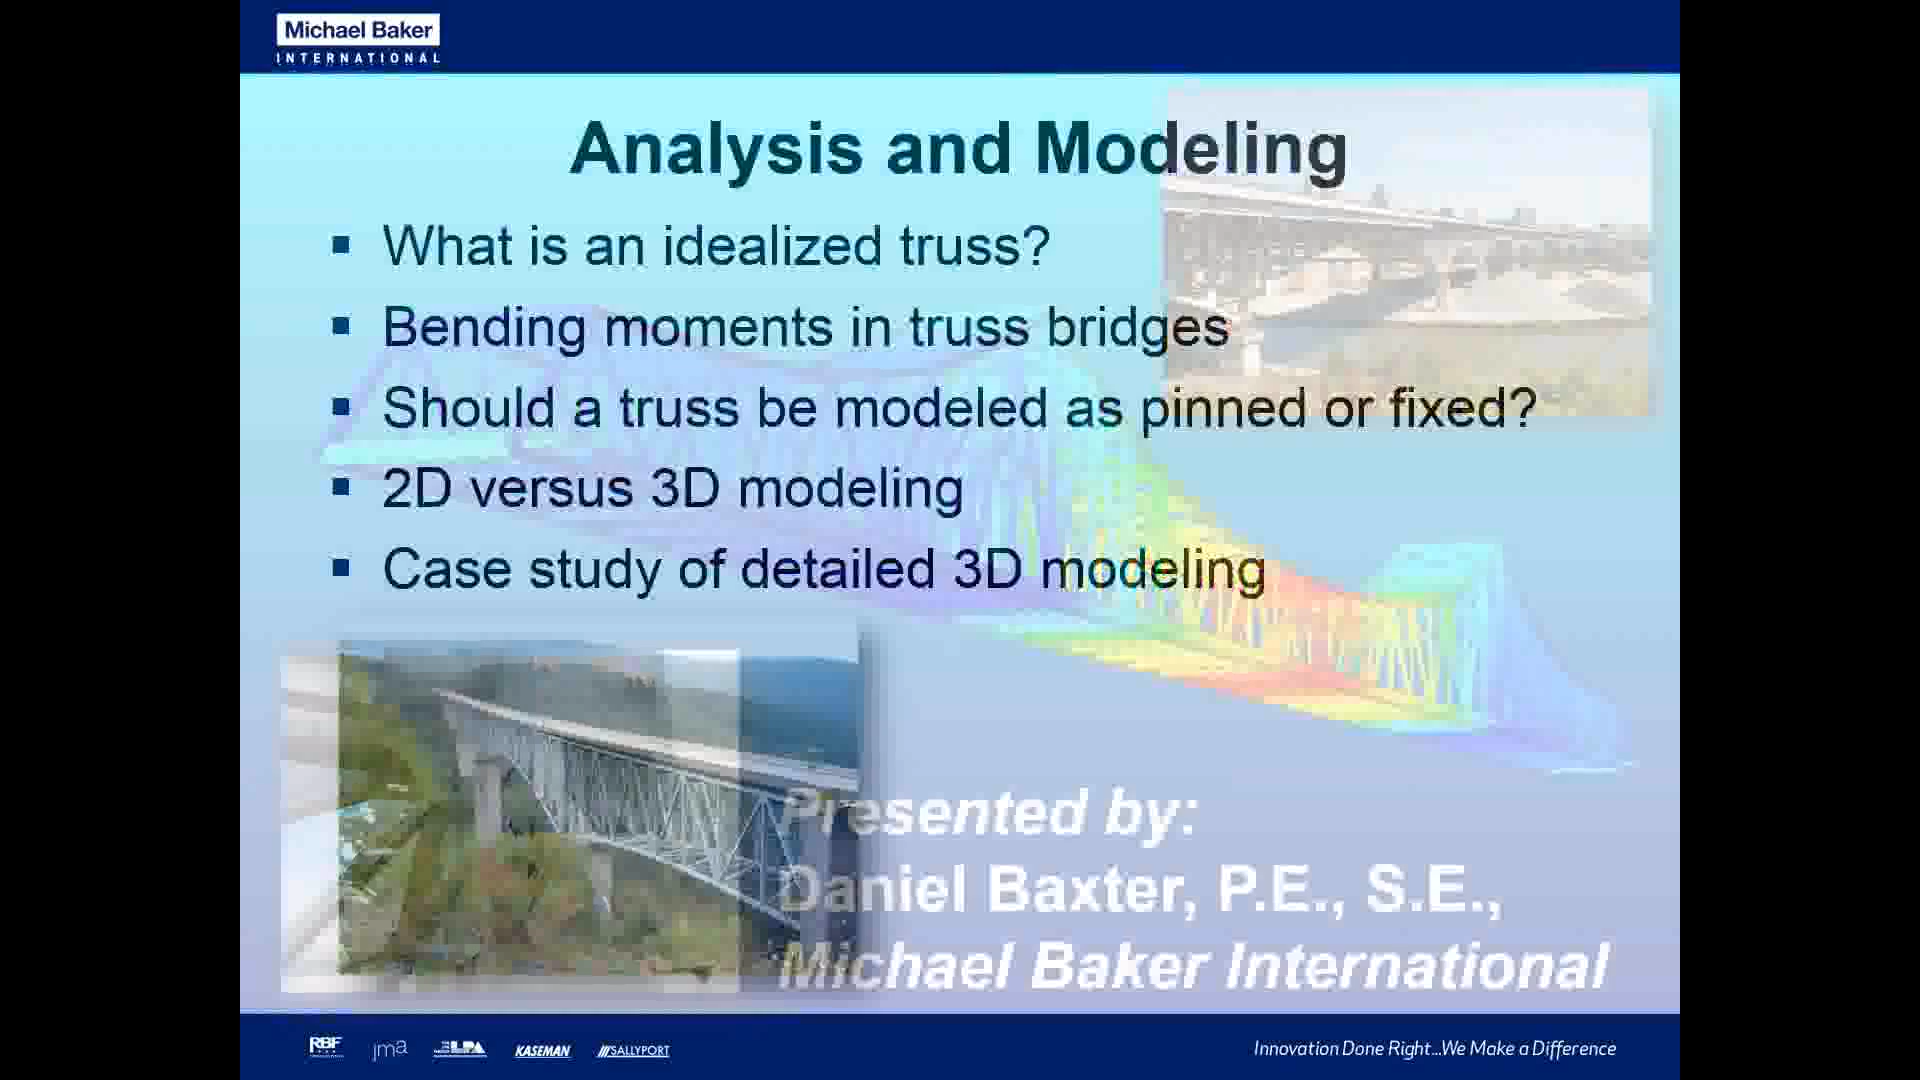 Michael Baker
INTERNATIONAL
Analysis and Modeling
What is an idealized truss?
Bending moments in truss bridges
Should a truss be modeled as pinned or fixed?
2D versus 3D modeling
Case study of detailed 3D modeling
Presented by:
Daniel Baxter, P.E., S.E.,
Michael Baker International
RBF jma LPA KASEMAN SALLYPORT
Innovation Done Right...We Make a Difference